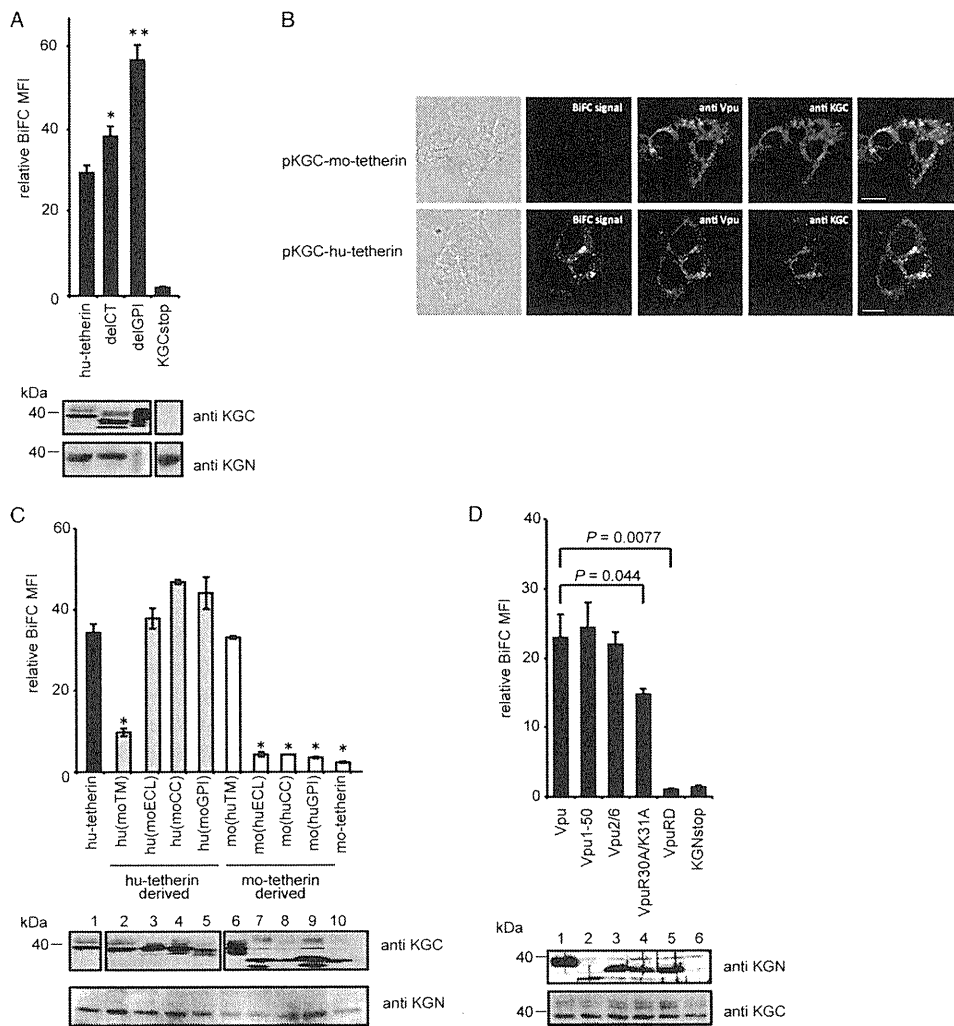 A
relative BiFC MFI
60
40
20
0
*
**
hu-tetherin
delCT
delGPI
KGCstop
kDa
40
anti KGC
40
anti KGN
B
BiFC signal
anti Vpu
anti KGC
pKGC-mo-tetherin
BiFC signal
anti Vpu
anti KGC
pKGC-hu-tetherin
C
relative BiFC MFI
60
40
20
0
*
*
*
*
*
hu-tetherin
hu(moTM)
hu(moECL)
hu(moCC)
hu(moGPI)
mo(huTM)
mo(huECL)
mo(huCC)
mo(huGPI)
mo-tetherin
hu-tetherin derived
mo-tetherin derived
kDa
1 2 3 4 5 6 7 8 9 10
40
anti KGC
anti KGN
D
relative BiFC MFI
40
30
20
10
0
P = 0.0077
P = 0.044
Vpu
Vpu1-50
Vpu2/6
VpuR30A/K31A
VpuRD
KGNstop
kDa
1 2 3 4 5 6
40
anti KGN
40
anti KGC